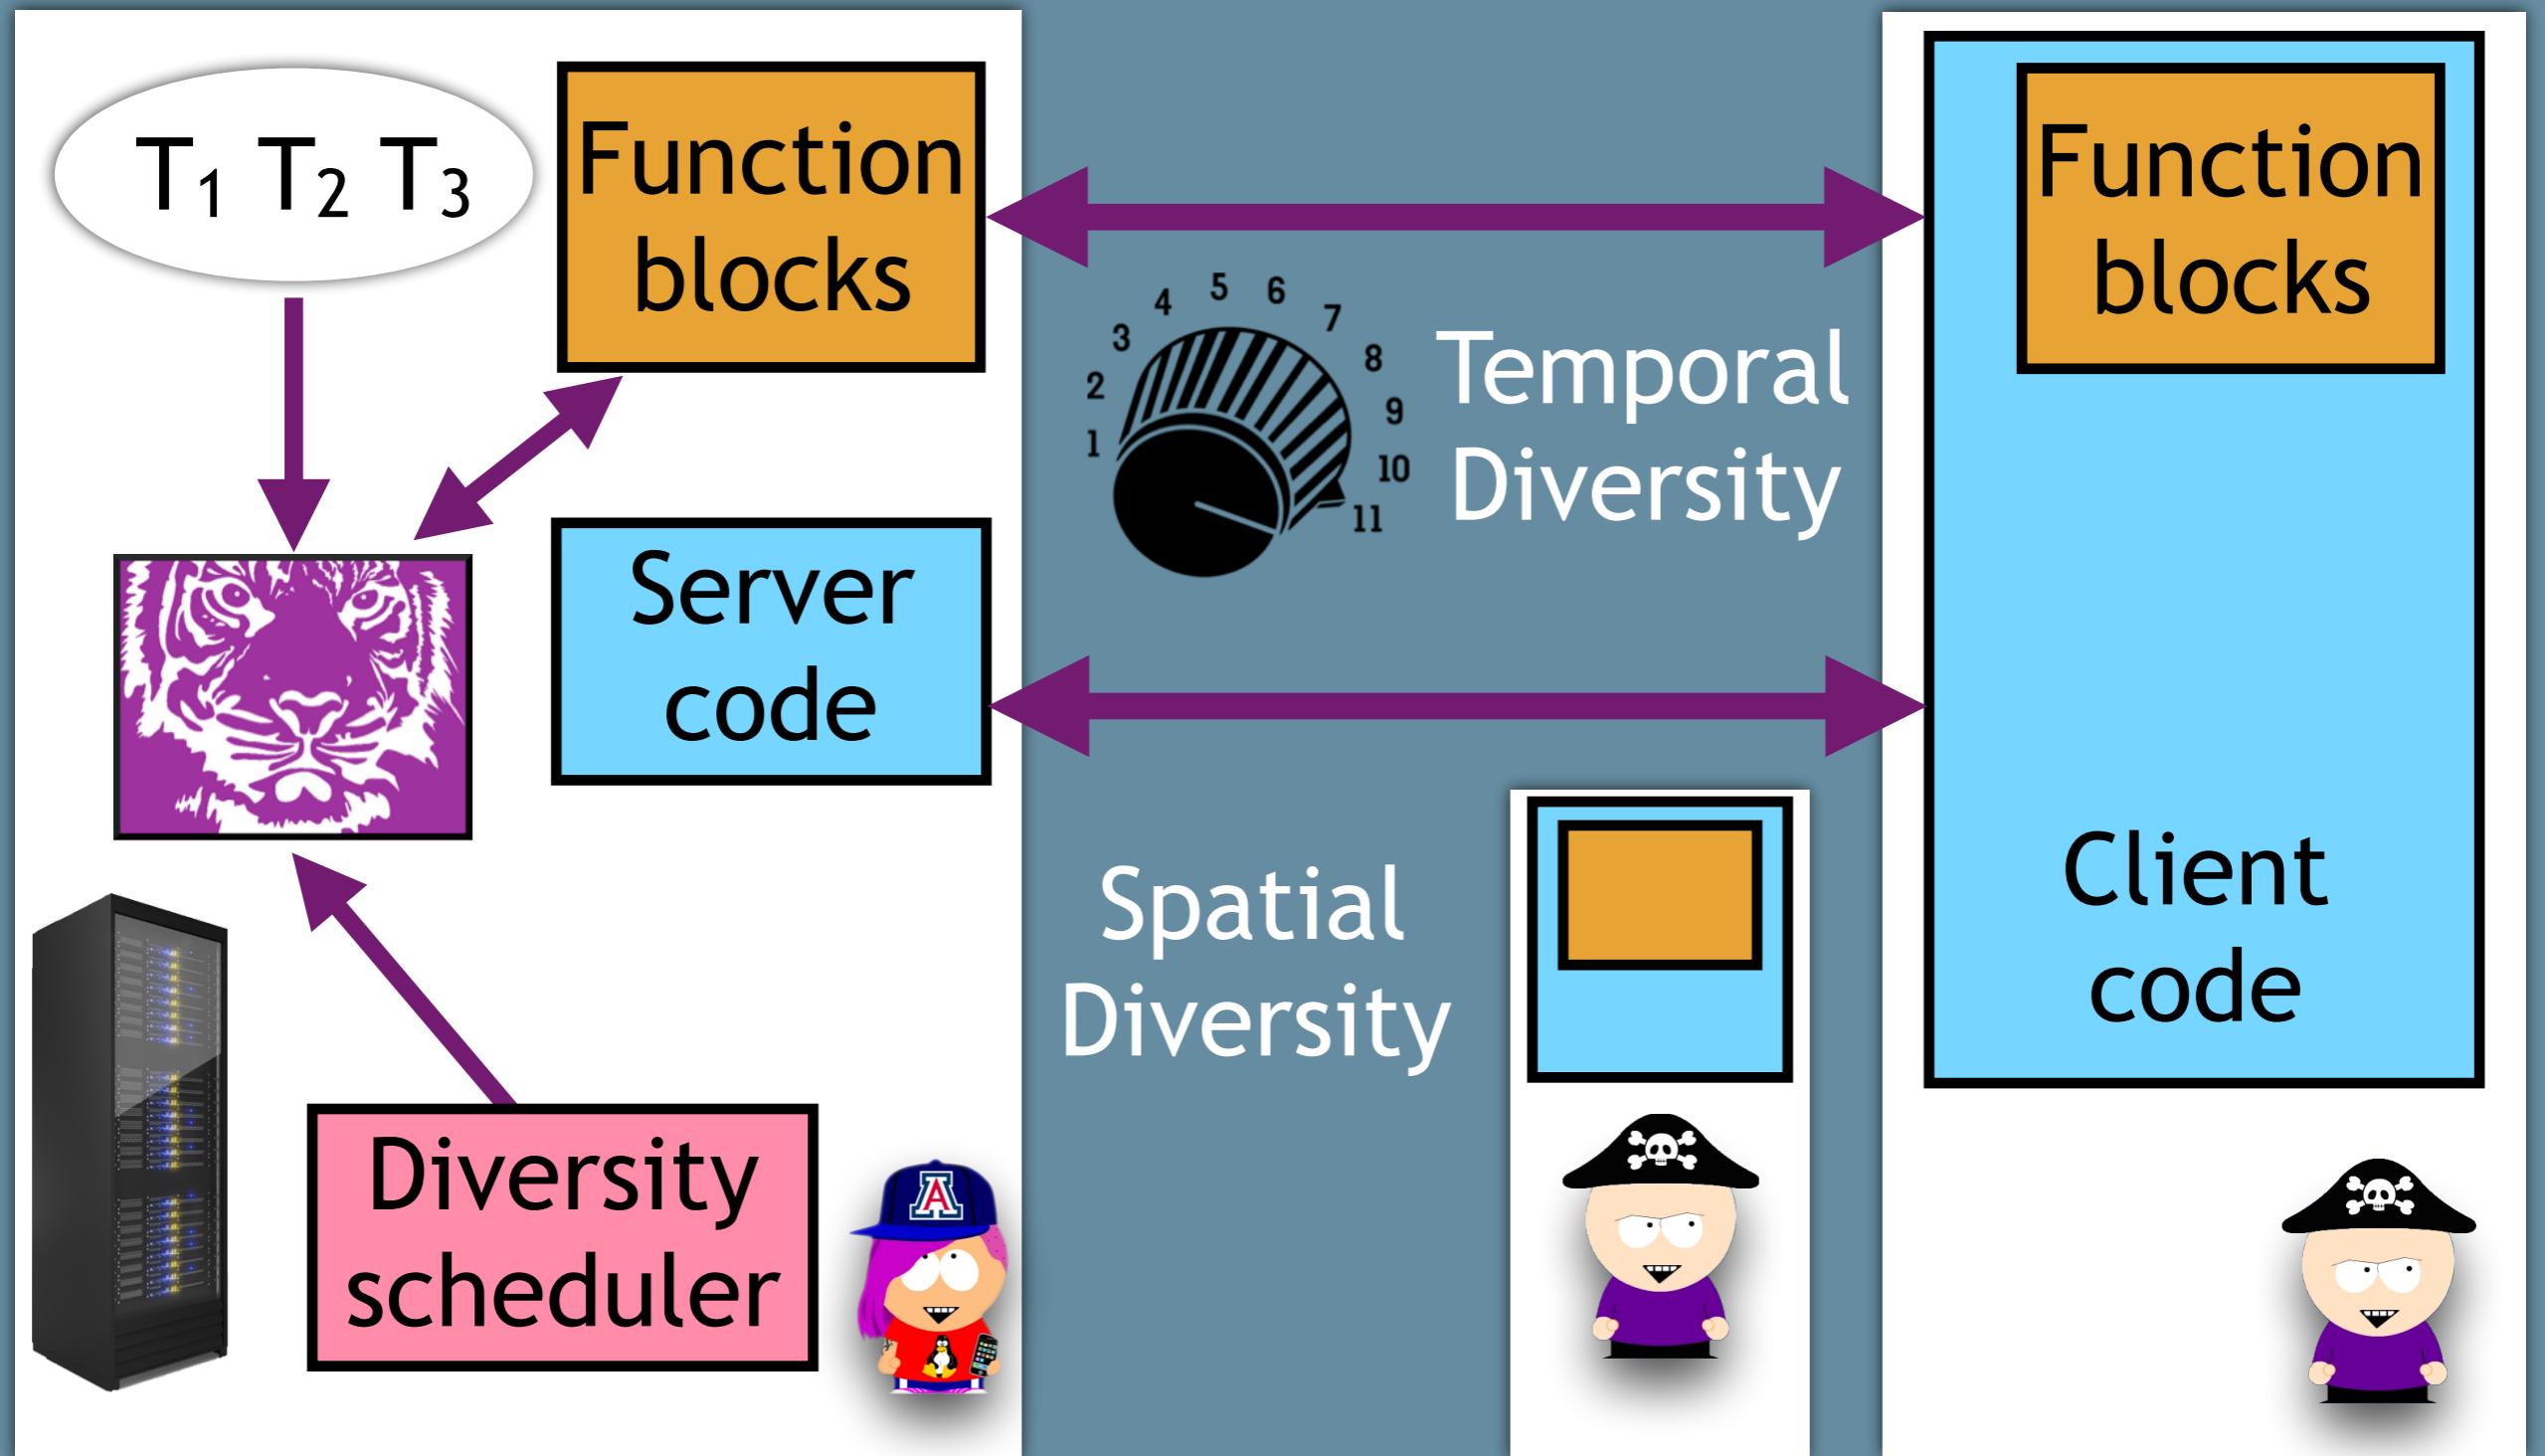 T₁ T₂ T₃
Function
blocks
Server
code
Diversity
scheduler
A
1
2
3
4
5
6
7
8
9
10
11
Temporal
Diversity
Spatial
Diversity
Function
blocks
Client
code